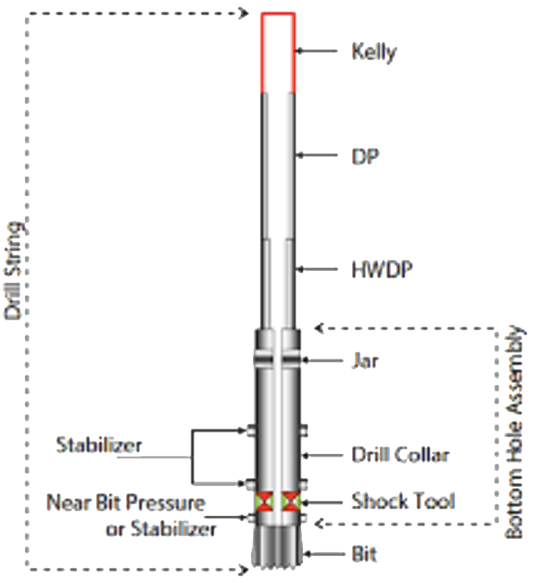 Kelly
DP
Drill String
HWDP
Bottom Hole Assembly
Jar
Stabilizer
Drill Collar
Near Bit Pressure
or Stabilizer
Shock Tool
Bit